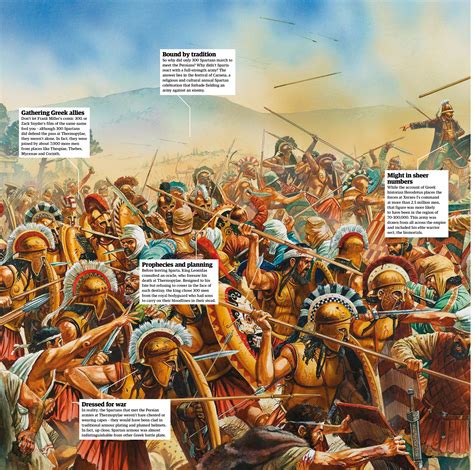 Bound by tradition
So why did only 300 Spartans march to
meet the Persians? Why didn't Sparta
react with a full-strength army? The
answer lies in the festival of Carneia, a
religious and cultural annual Spartan
celebration that forbade fielding an
army against an enemy.
Gathering Greek allies
Don't let Frank Miller's comic 300, or
Zack Snyder's film of the same name
fool you – although 300 Spartans
did defend the pass at Thermopylae,
they weren't alone. In fact, they were
joined by about 7,000 more men
from places like Thespiae, Thebes,
Mycenae and Corinth.
Might in sheer
numbers
While the account of Greek
historian Herodotus places the
forces at Xerxes I's command
at more than 2.4 million men,
that figure was more likely
to have been in the region of
70-300,000. This army was
drawn from all across the empire
and included his elite warrior
sect, the Immortals.
Prophecies and planning
Before leaving Sparta, King Leonidas
consulted an oracle, who foresaw his
death at Thermopylae. Resigned to his
fate but refusing to cower in the face of
such destiny, the king chose 300 men
from the royal bodyguard who had sons
to carry on their bloodlines in their stead.
Dressed for war
In reality, the Spartans that met the Persian
armies at Thermopylae weren't bare chested or
wearing capes – they would have been clad in
traditional armour plating and plumed helmets.
In fact, up close, Spartan armour was almost
indistinguishable from other Greek battle plate.